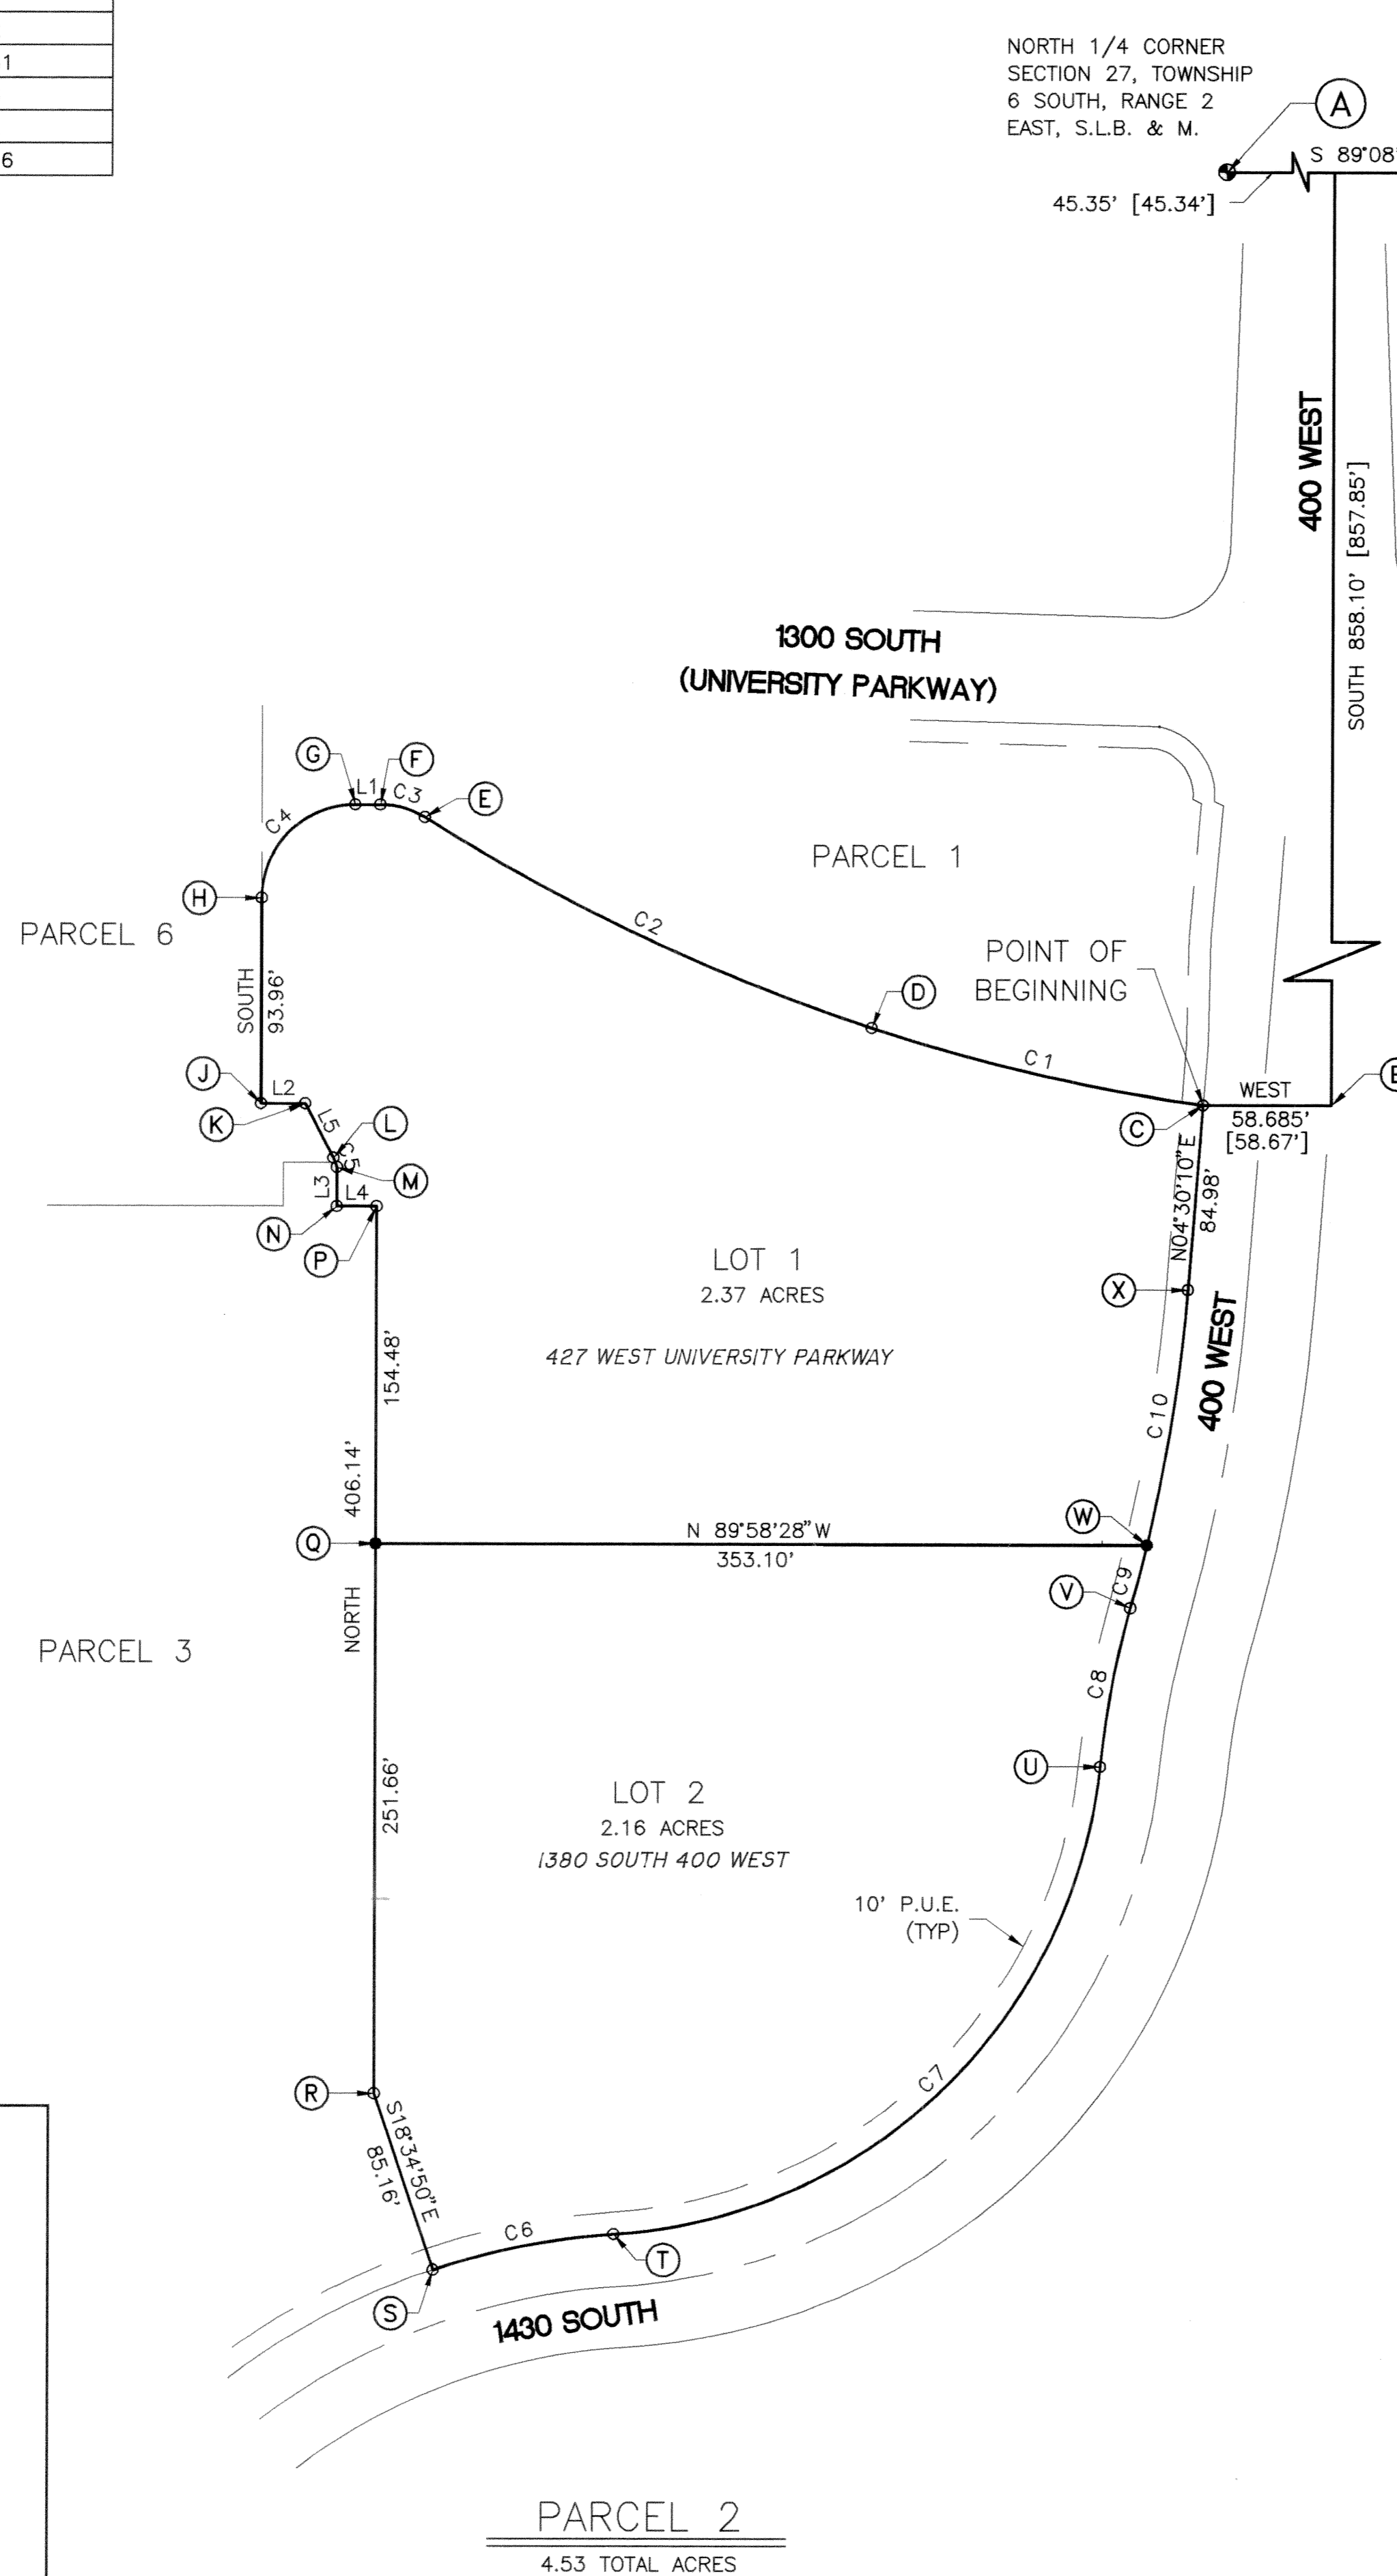 1
6
NORTH 1/4 CORNER
SECTION 27, TOWNSHIP
6 SOUTH, RANGE 2
EAST, S.L.B. & M.
A
S 89°08'
45.35' [45.34']
400 WEST
SOUTH 858.10' [857.85']
1300 SOUTH
(UNIVERSITY PARKWAY)
G
L1
F
C3
E
C4
PARCEL 1
H
PARCEL 6
C2
POINT OF
BEGINNING
D
SOUTH
93.96'
C1
J
L2
K
L5
L
C5
M
L3
L4
N
P
WEST
58.685'
[58.67']
C
N04°30'10"E
84.98'
LOT 1
2.37 ACRES
X
427 WEST UNIVERSITY PARKWAY
400 WEST
154.48'
C10
406.14'
Q
N 89°58'28"W
353.10'
W
C9
V
NORTH
PARCEL 3
C8
U
251.66'
LOT 2
2.16 ACRES
1380 SOUTH 400 WEST
10' P.U.E.
(TYP)
C7
R
S18°34'50"E
85.16'
C6
T
S
1430 SOUTH
PARCEL 2
4.53 TOTAL ACRES